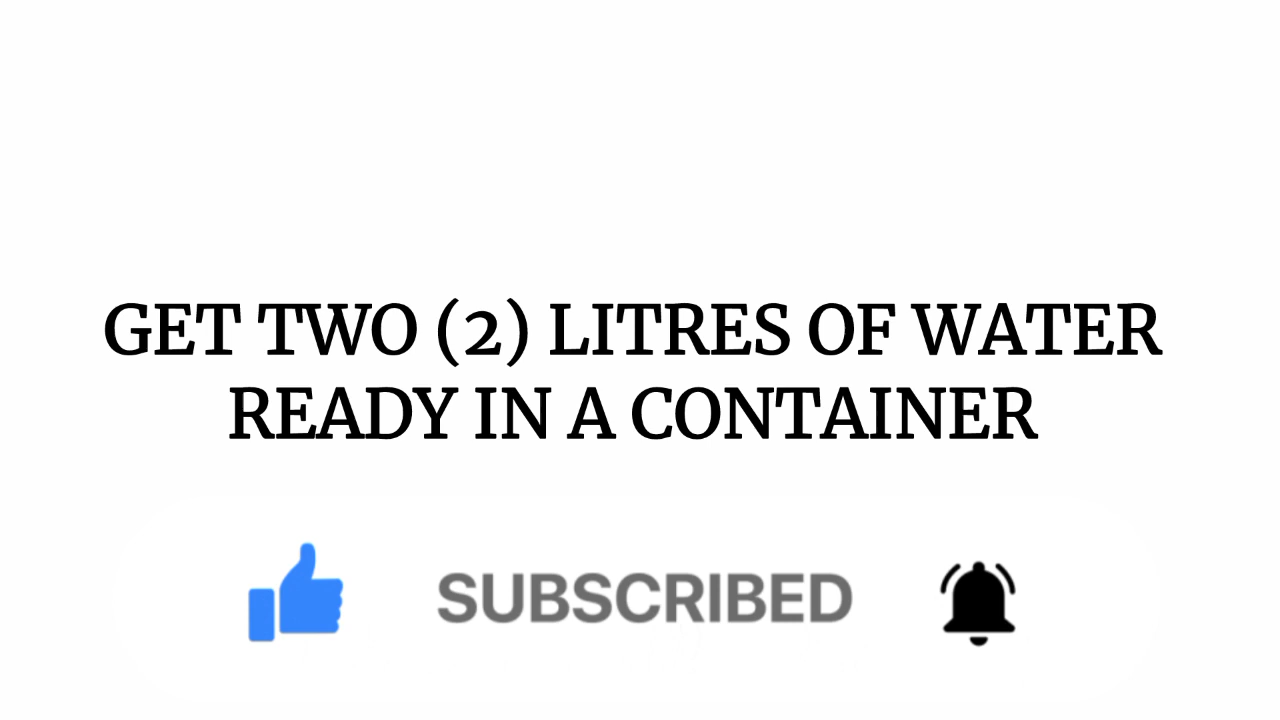 GET TWO (2) LITRES OF WATER
READY IN A CONTAINER
SUBSCRIBED